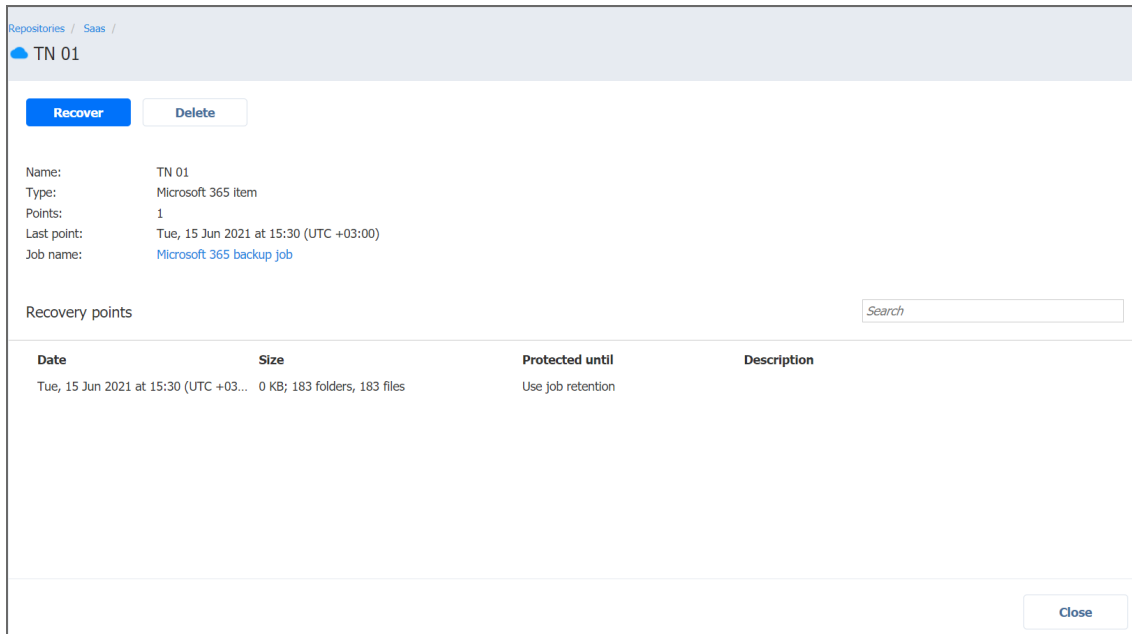 Repositories / Saas /
TN 01
Recover Delete
Name: TN 01
Type: Microsoft 365 item
Points: 1
Last point: Tue, 15 Jun 2021 at 15:30 (UTC +03:00)
Job name: Microsoft 365 backup job
Recovery points Search
Date Size Protected until Description
Tue, 15 Jun 2021 at 15:30 (UTC +03... 0 KB; 183 folders, 183 files Use job retention
Close